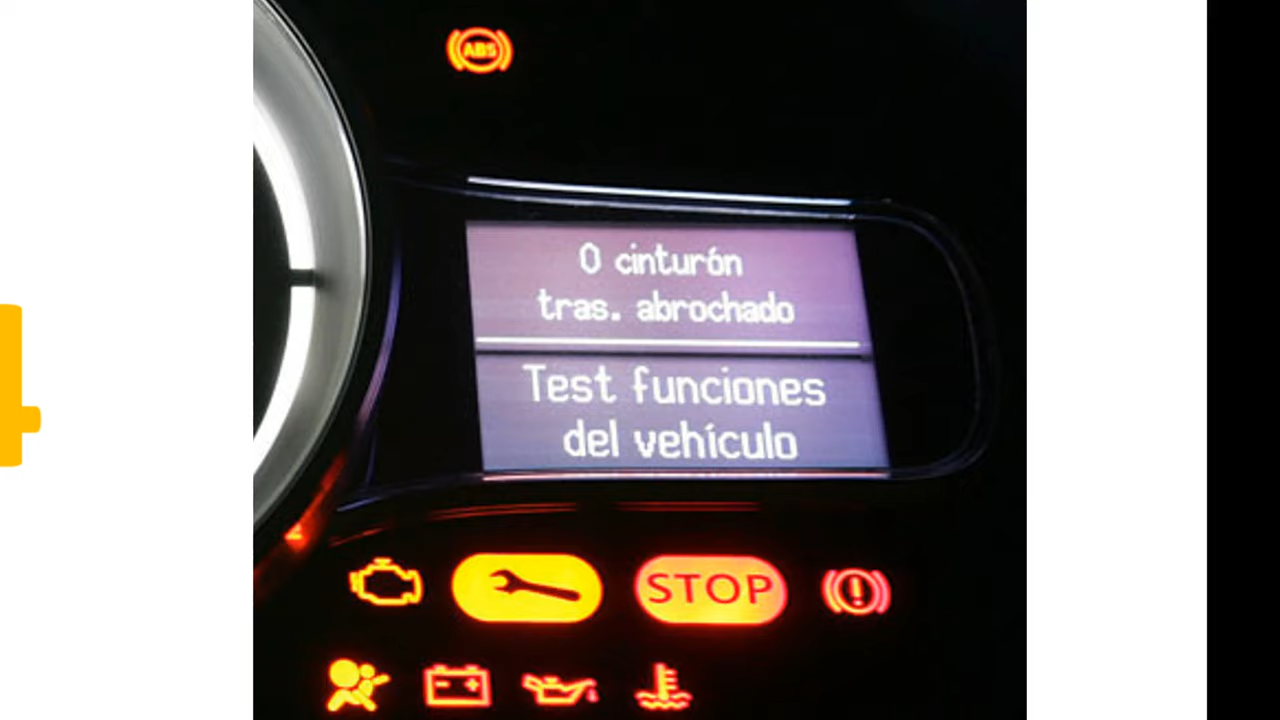 ABS
0 cinturón
tras. abrochado
Test funciones
del vehículo
STOP